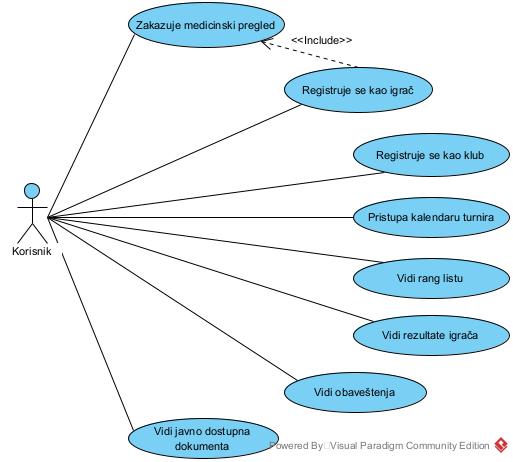 Zakazuje medicinski pregled
<<Include>>
Registruje se kao igrač
Registruje se kao klub
Pristupa kalendaru turnira
Korisnik
Vidi rang listu
Vidi rezultate igrača
Vidi obaveštenja
Vidi javno dostupna
dokumenta
Powered By Visual Paradigm Community Edition